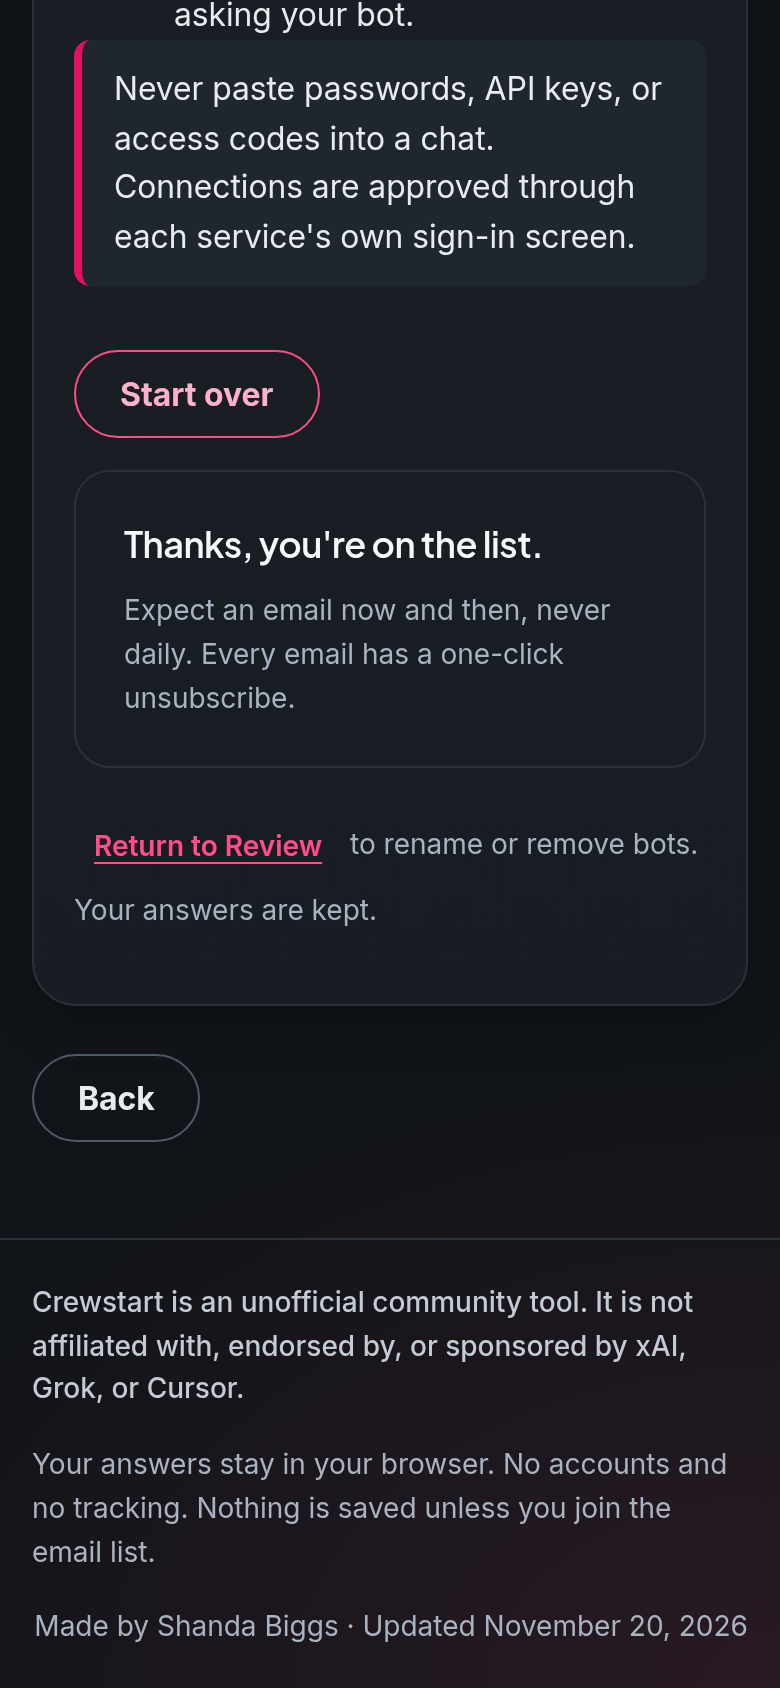 asking your bot.
Never paste passwords, API keys, or
access codes into a chat.
Connections are approved through
each service's own sign-in screen.
Start over
Thanks, you're on the list.
Expect an email now and then, never
daily. Every email has a one-click
unsubscribe.
Return to Review to rename or remove bots.
Your answers are kept.
Back
Crewstart is an unofficial community tool. It is not
affiliated with, endorsed by, or sponsored by xAI,
Grok, or Cursor.
Your answers stay in your browser. No accounts and
no tracking. Nothing is saved unless you join the
email list.
Made by Shanda Biggs · Updated November 20, 2026